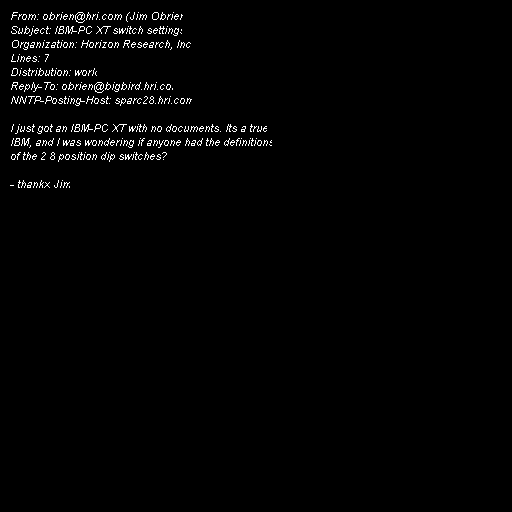 From: obrien@hri.com (Jim Obrien
Subject: IBM-PC XT switch settings
Organization: Horizon Research, Inc
Lines: 7
Distribution: work
Reply-To: obrien@bigbird.hri.co
NNTP-Posting-Host: sparc28.hri.com
I just got an IBM-PC XT with no documents. Its a true
IBM, and I was wondering if anyone had the definitions
of the 2 8 position dip switches?
- thankx Jim